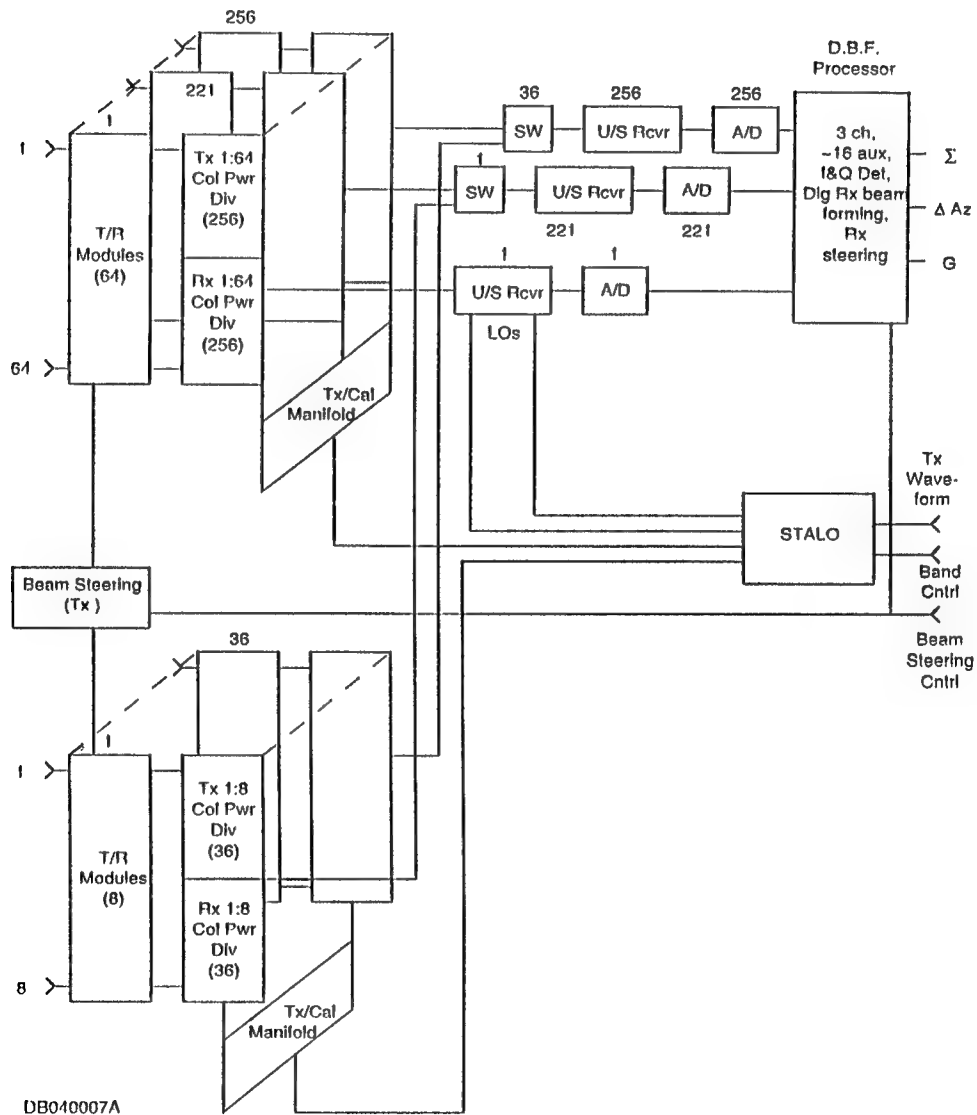 256
221
1
1
64
T/R
Modules
(64)
Tx 1:64
Col Pwr
Div
(256)
Rx 1:64
Col Pwr
Div
(256)
Tx/Cal
Manifold
36
SW
256
U/S Rcvr
256
A/D
1
SW
U/S Rcvr
221
A/D
221
1
U/S Rcvr
LOs
1
A/D
D.B.F.
Processor
3 ch,
~16 aux,
I&Q Det,
Dig Rx beam
forming,
Rx
steering
Σ
Δ Az
G
STALO
Tx
Wave-
form
Band
Cntrl
Beam
Steering
Cntrl
Beam Steering
(Tx )
36
1
1
8
T/R
Modules
(8)
Tx 1:8
Col Pwr
Div
(36)
Rx 1:8
Col Pwr
Div
(36)
Tx/Cal
Manifold
DB040007A